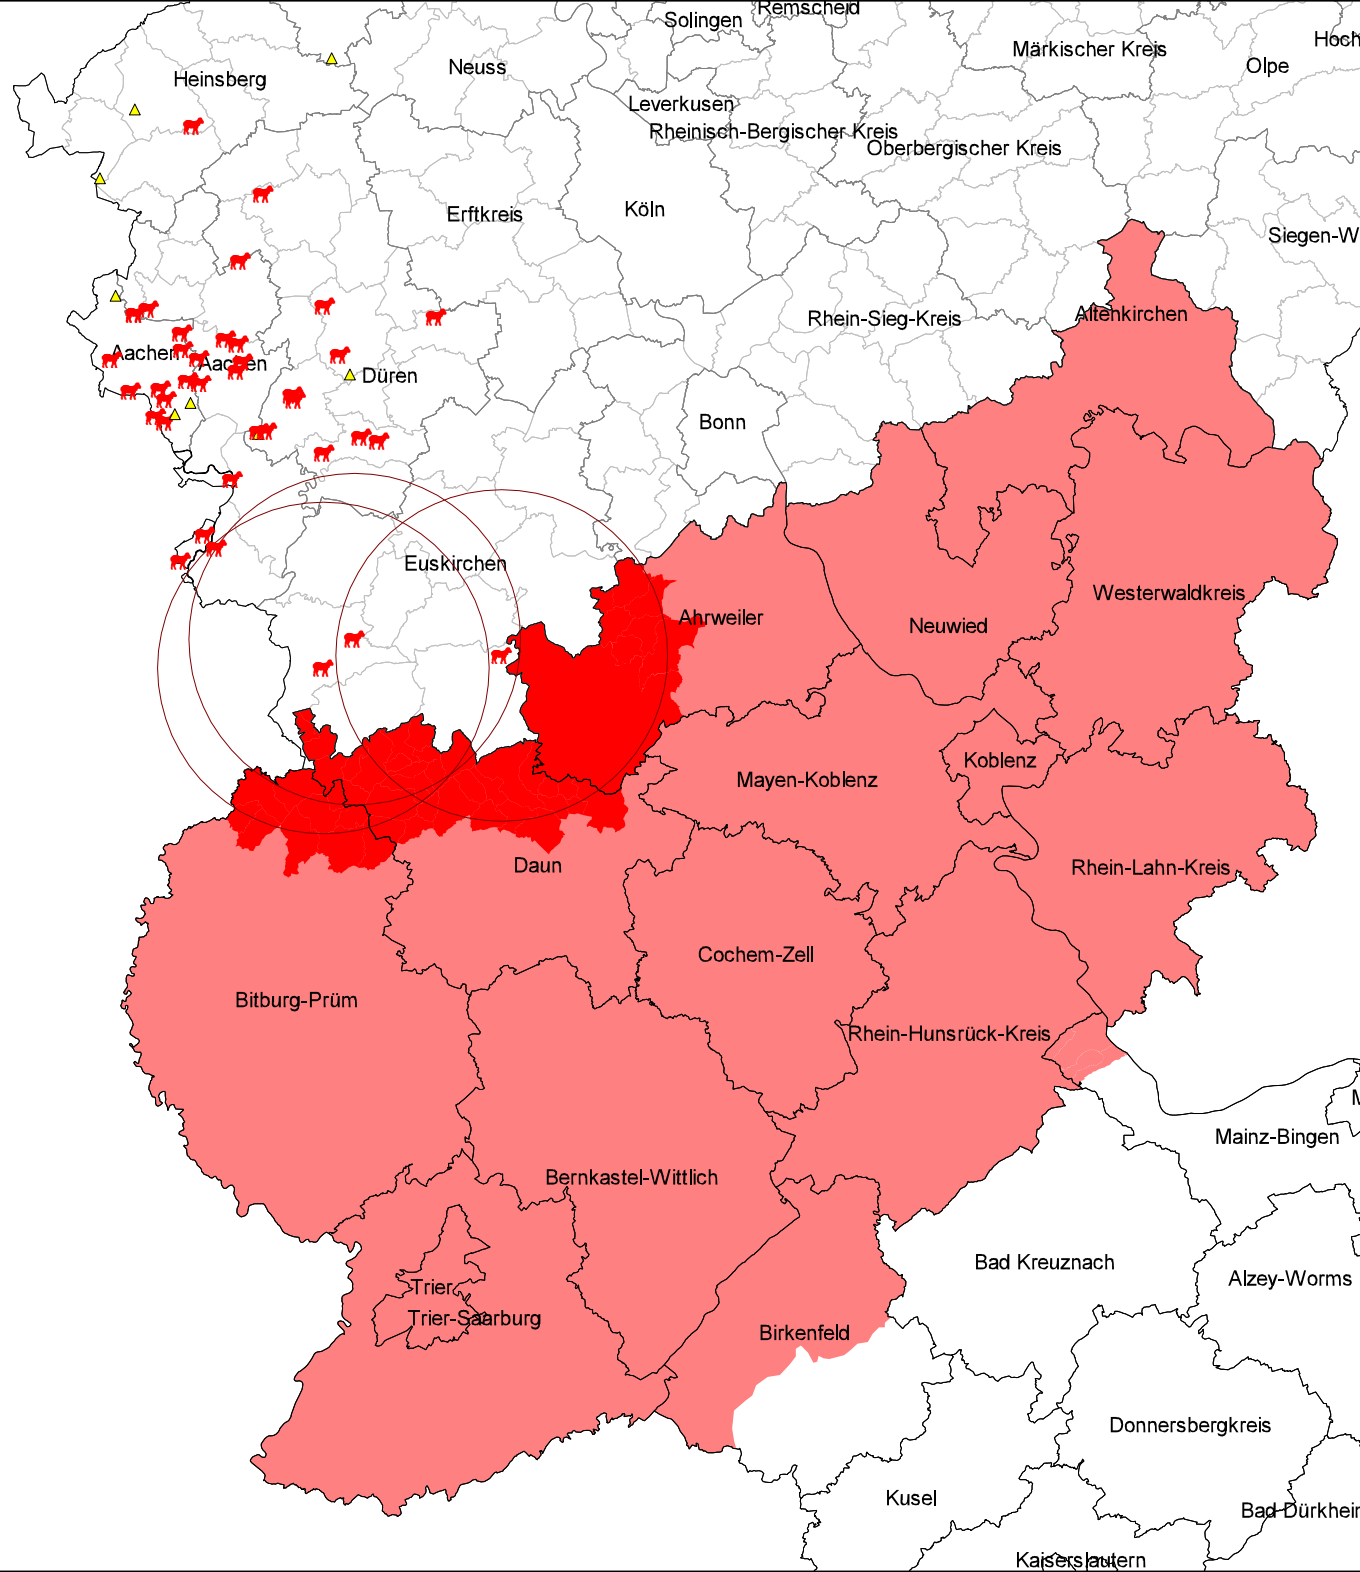 Remscheid
Solingen
Hoch
Märkischer Kreis
Olpe
Neuss
Heinsberg
Leverkusen
Rheinisch-Bergischer Kreis
Oberbergischer Kreis
Köln
Erftkreis
Siegen-W
Altenkirchen
Rhein-Sieg-Kreis
Aachen
Aachen
Düren
Bonn
Euskirchen
Westerwaldkreis
Ahrweiler
Neuwied
Koblenz
Mayen-Koblenz
Daun
Rhein-Lahn-Kreis
Cochem-Zell
Bitburg-Prüm
Rhein-Hunsrück-Kreis
M
Mainz-Bingen
Bernkastel-Wittlich
Bad Kreuznach
Alzey-Worms
Trier
Trier-Saarburg
Birkenfeld
Donnersbergkreis
Kusel
Bad Dürkheim
Kaiserslautern